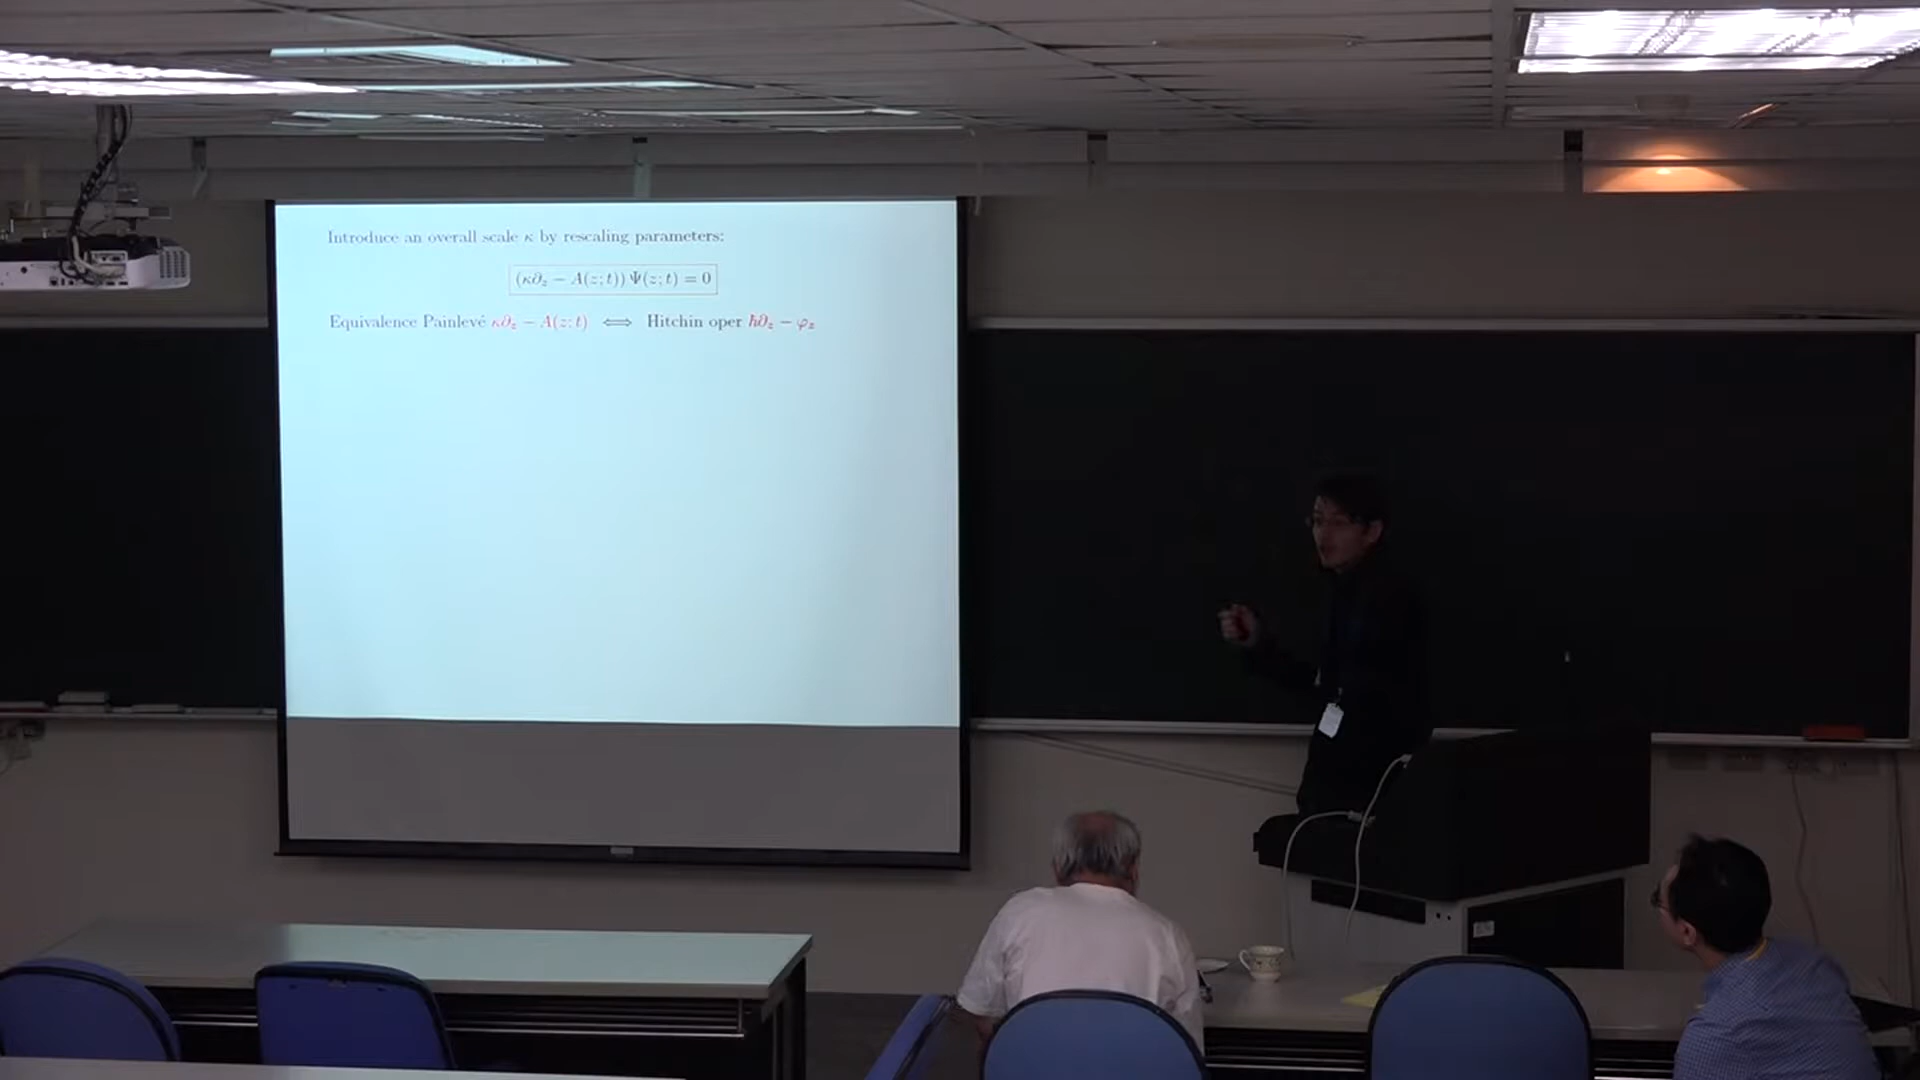 Introduce an overall scale κ by rescaling parameters:
(κ∂_z − A(z; t)) Ψ(z; t) = 0
Equivalence Painlevé κ∂_z − A(z; t) ⟺ Hitchin oper ℏ∂_z − φ_z